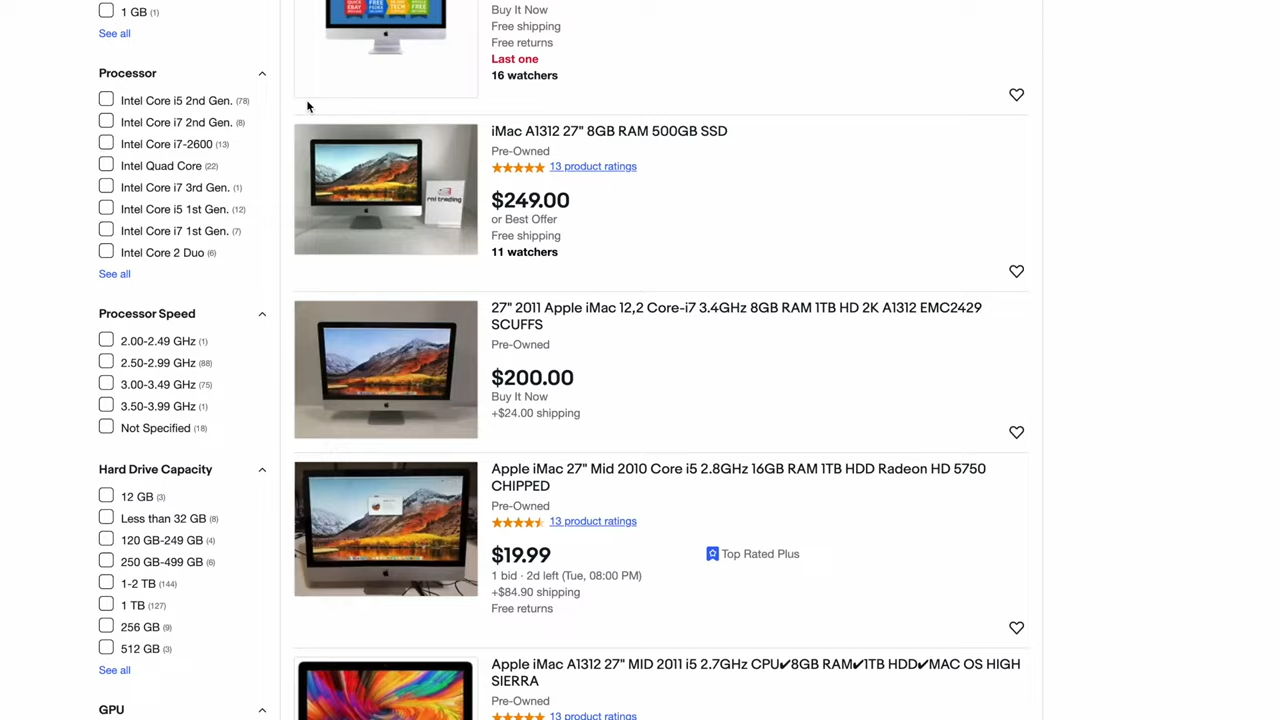 1 GB (1)
See all
Processor
Intel Core i5 2nd Gen. (78)
Intel Core i7 2nd Gen. (8)
Intel Core i7-2600 (13)
Intel Quad Core (22)
Intel Core i7 3rd Gen. (1)
Intel Core i5 1st Gen. (12)
Intel Core i7 1st Gen. (7)
Intel Core 2 Duo (6)
See all
Processor Speed
2.00-2.49 GHz (1)
2.50-2.99 GHz (88)
3.00-3.49 GHz (75)
3.50-3.99 GHz (1)
Not Specified (18)
Hard Drive Capacity
12 GB (3)
Less than 32 GB (8)
120 GB-249 GB (4)
250 GB-499 GB (6)
1-2 TB (144)
1 TB (127)
256 GB (9)
512 GB (3)
See all
GPU
Buy It Now
Free shipping
Free returns
Last one
16 watchers
iMac A1312 27" 8GB RAM 500GB SSD
Pre-Owned
13 product ratings
$249.00
or Best Offer
Free shipping
11 watchers
27" 2011 Apple iMac 12,2 Core-i7 3.4GHz 8GB RAM 1TB HD 2K A1312 EMC2429
SCUFFS
Pre-Owned
$200.00
Buy It Now
+$24.00 shipping
Apple iMac 27" Mid 2010 Core i5 2.8GHz 16GB RAM 1TB HDD Radeon HD 5750
CHIPPED
Pre-Owned
13 product ratings
$19.99
1 bid · 2d left (Tue, 08:00 PM)
+$84.90 shipping
Free returns
Top Rated Plus
Apple iMac A1312 27" MID 2011 i5 2.7GHz CPU✔8GB RAM✔1TB HDD✔MAC OS HIGH
SIERRA
Pre-Owned
13 product ratings